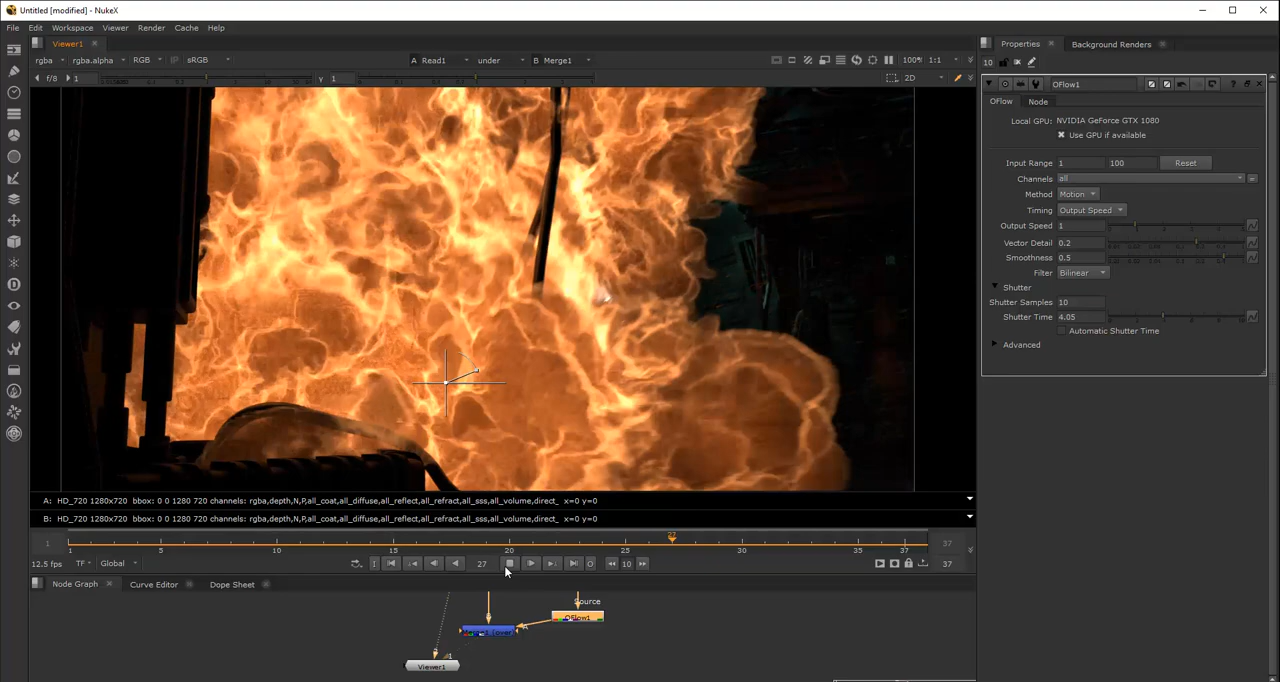 Untitled [modified] - NukeX
File Edit Workspace Viewer Render Cache Help
Viewer1
rgba rgba.alpha RGB IP sRGB A Read1 under B Merge1 100% 1:1
f/8 1 Y 1 2D
A: HD_720 1280x720 bbox: 0 0 1280 720 channels: rgba,depth,N,P,all_coat,all_diffuse,all_reflect,all_refract,all_sss,all_volume,direct_ x=0 y=0
B: HD_720 1280x720 bbox: 0 0 1280 720 channels: rgba,depth,N,P,all_coat,all_diffuse,all_reflect,all_refract,all_sss,all_volume,direct_ x=0 y=0
27
1 37
1 5 10 15 20 25 30 35 37
12.5 fps TF Global 27 10 37
Node Graph Curve Editor Dope Sheet
Source
OFlow1
A
1
Viewer1
Properties Background Renders
10
OFlow1
OFlow Node
Local GPU: NVIDIA GeForce GTX 1080
Use GPU if available
Input Range 1 100 Reset
Channels all
Method Motion
Timing Output Speed
Output Speed 1
Vector Detail 0.2
Smoothness 0.5
Filter Bilinear
Shutter
Shutter Samples 10
Shutter Time 4.05
Automatic Shutter Time
Advanced